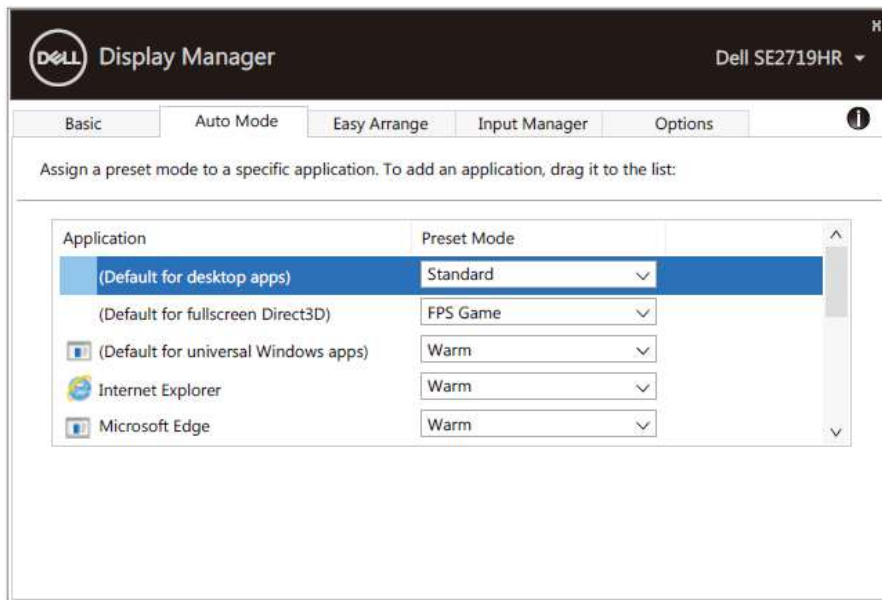 DELL Display Manager
Dell SE2719HR
Basic Auto Mode Easy Arrange Input Manager Options
Assign a preset mode to a specific application. To add an application, drag it to the list:
Application Preset Mode
(Default for desktop apps) Standard
(Default for fullscreen Direct3D) FPS Game
(Default for universal Windows apps) Warm
Internet Explorer Warm
Microsoft Edge Warm